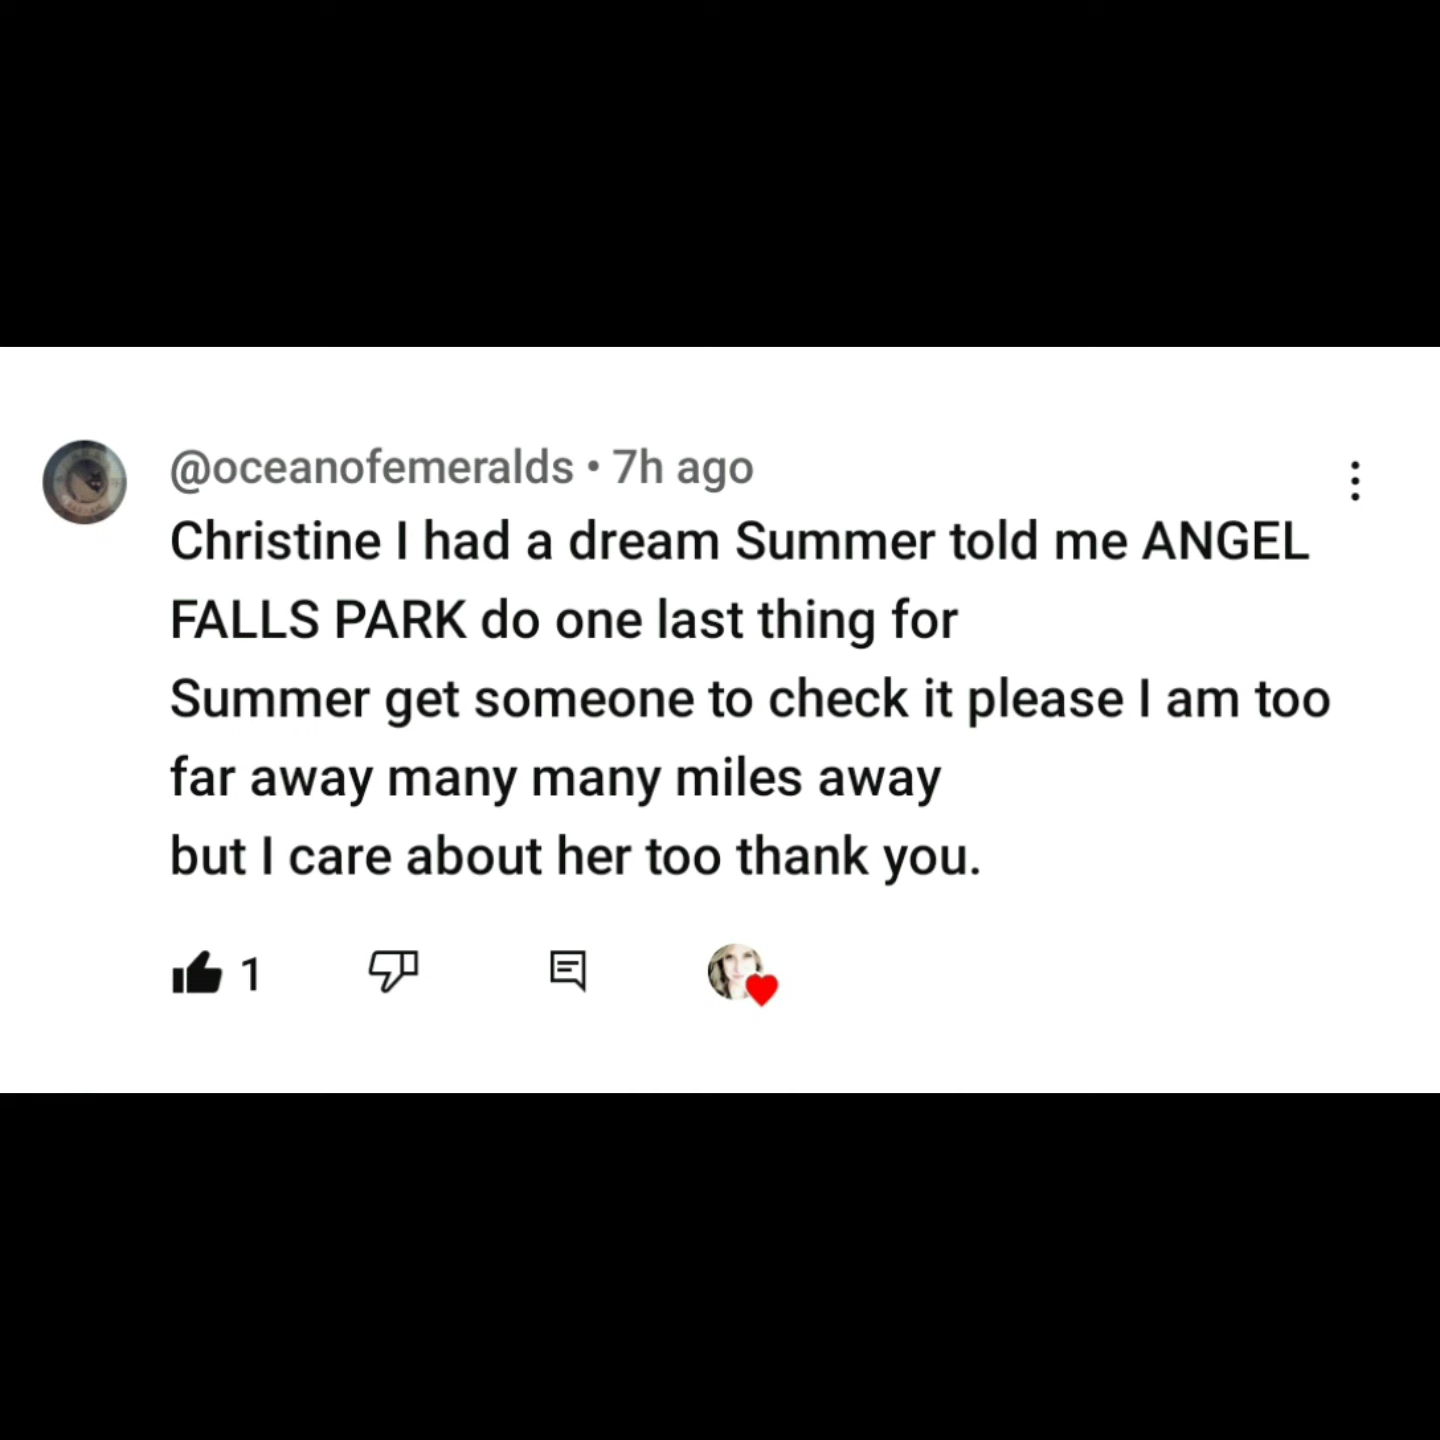 @oceanofemeralds • 7h ago
Christine I had a dream Summer told me ANGEL
FALLS PARK do one last thing for
Summer get someone to check it please I am too
far away many many miles away
but I care about her too thank you.
1